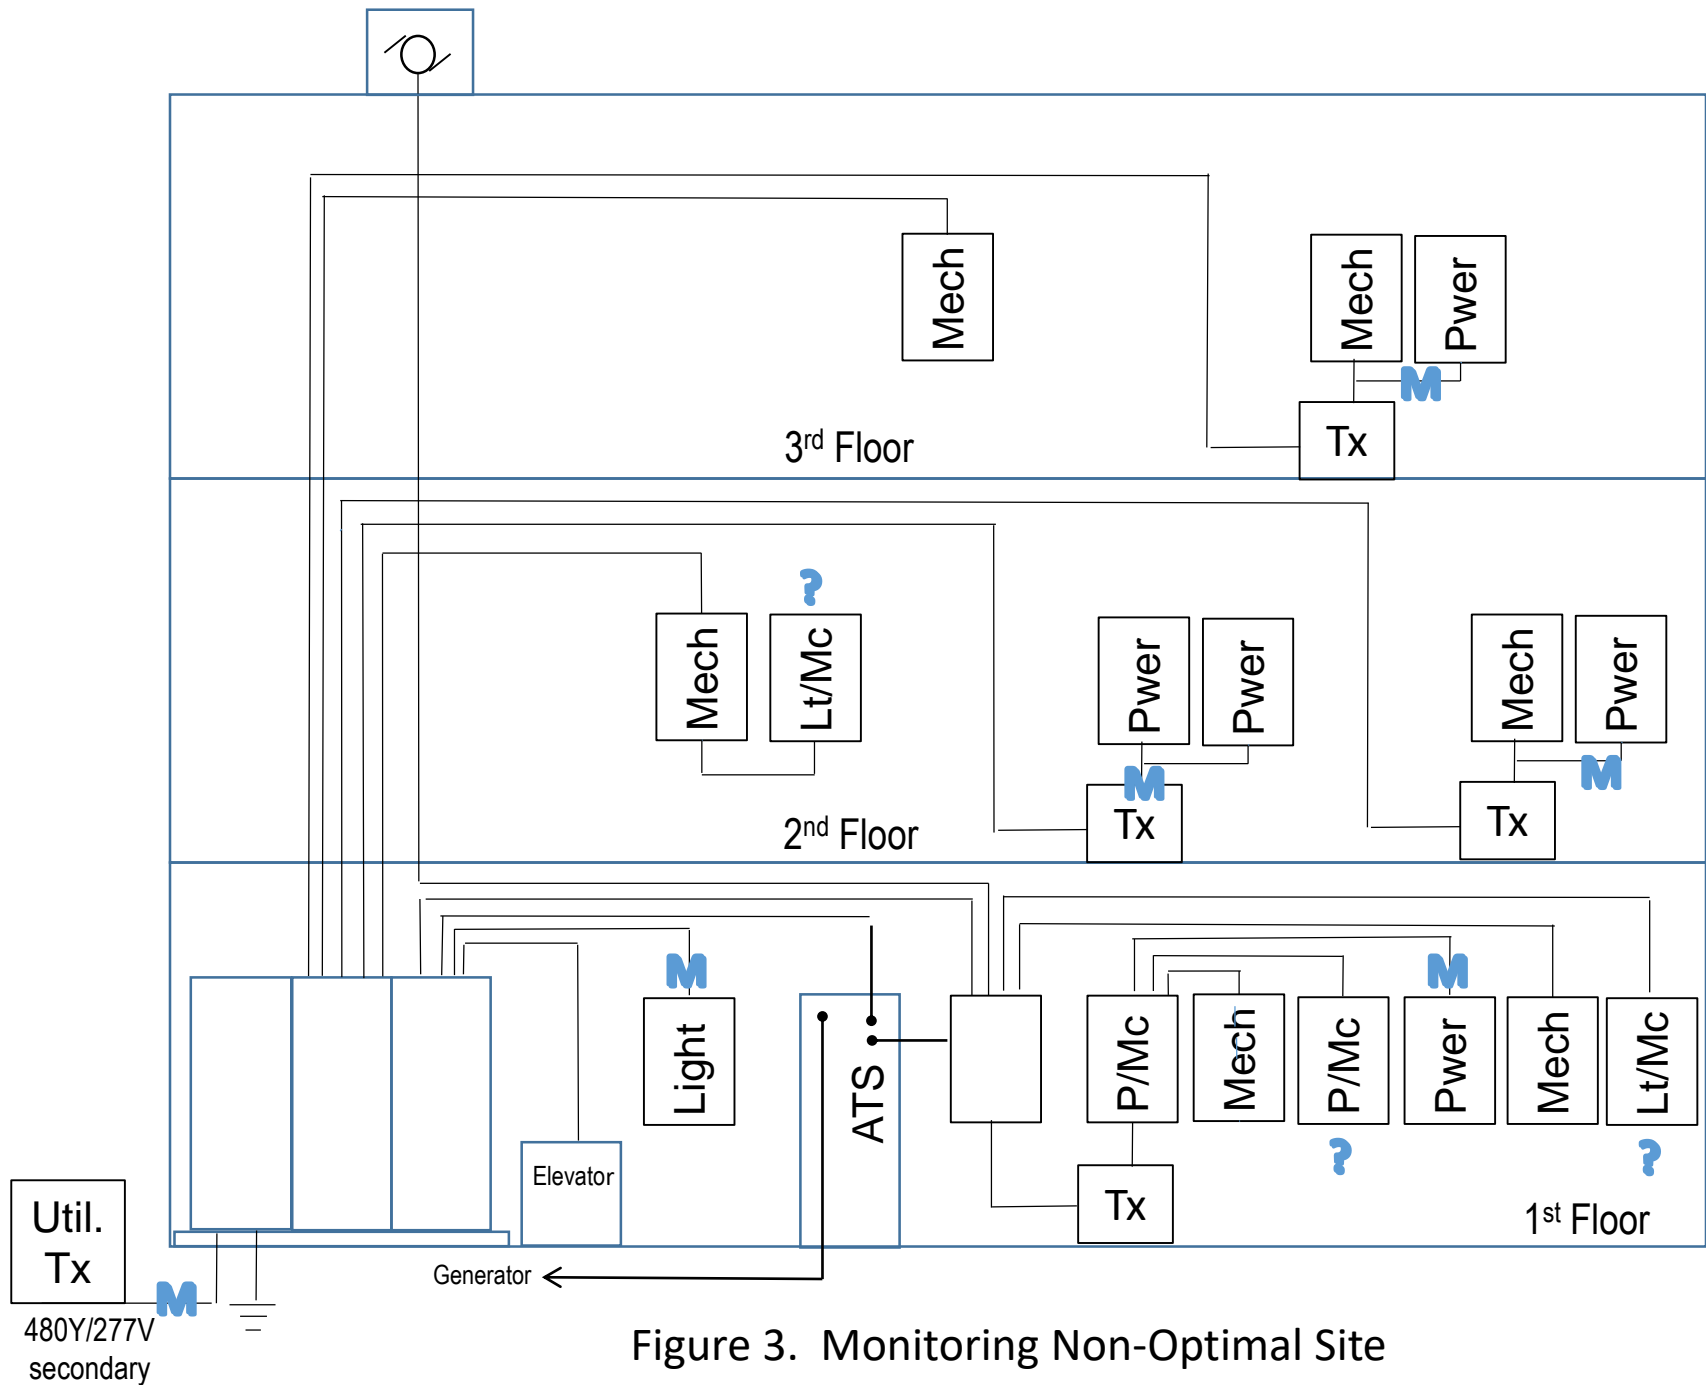 Mech
Mech
Pwer
M
Tx
3rd Floor
?
Mech
Lt/Mc
Pwer
Pwer
Mech
Pwer
M
M
Tx
Tx
2nd Floor
M
M
Light
ATS
P/Mc
Mech
P/Mc
Pwer
Mech
Lt/Mc
?
?
Elevator
Tx
1st Floor
Util.
Tx
M
Generator
480Y/277V
secondary
Figure 3. Monitoring Non-Optimal Site